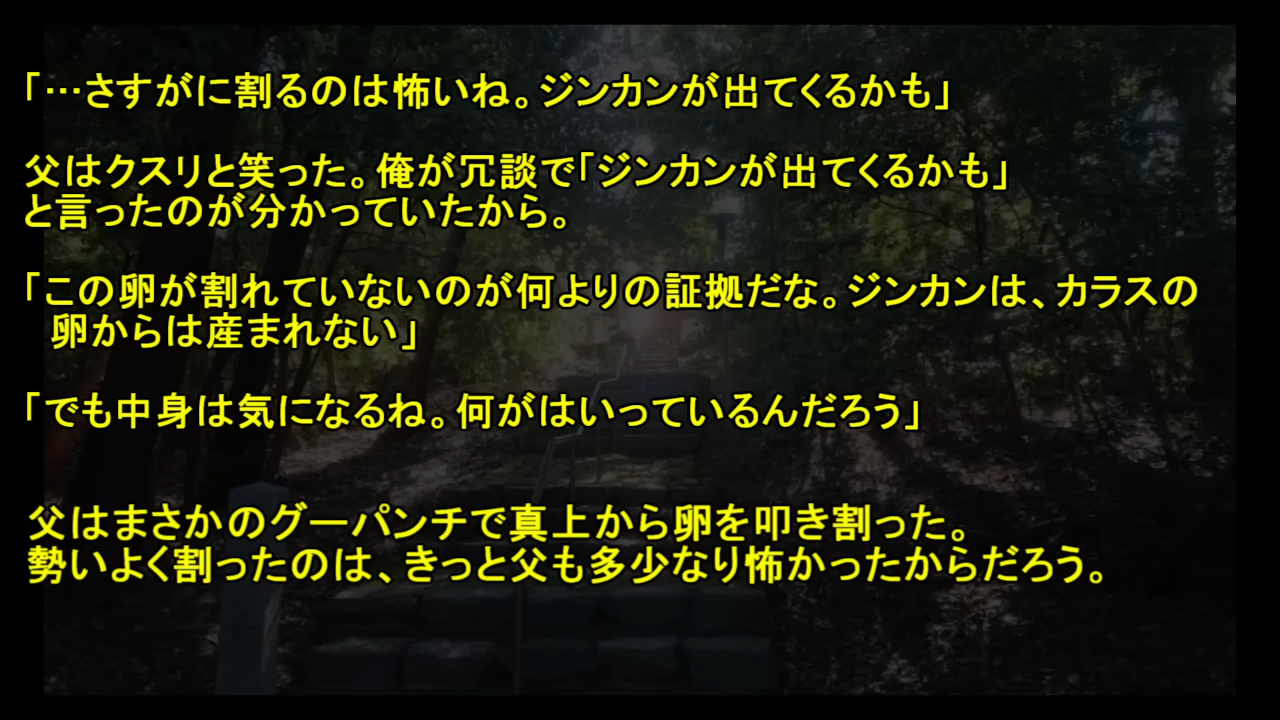 「…さすがに割るのは怖いね。ジンカンが出てくるかも」
父はクスリと笑った。俺が冗談で「ジンカンが出てくるかも」
と言ったのが分かっていたから。
「この卵が割れていないのが何よりの証拠だな。ジンカンは、カラスの
卵からは産まれない」
「でも中身は気になるね。何がはいっているんだろう」
父はまさかのグーパンチで真上から卵を叩き割った。
勢いよく割ったのは、きっと父も多少なり怖かったからだろう。